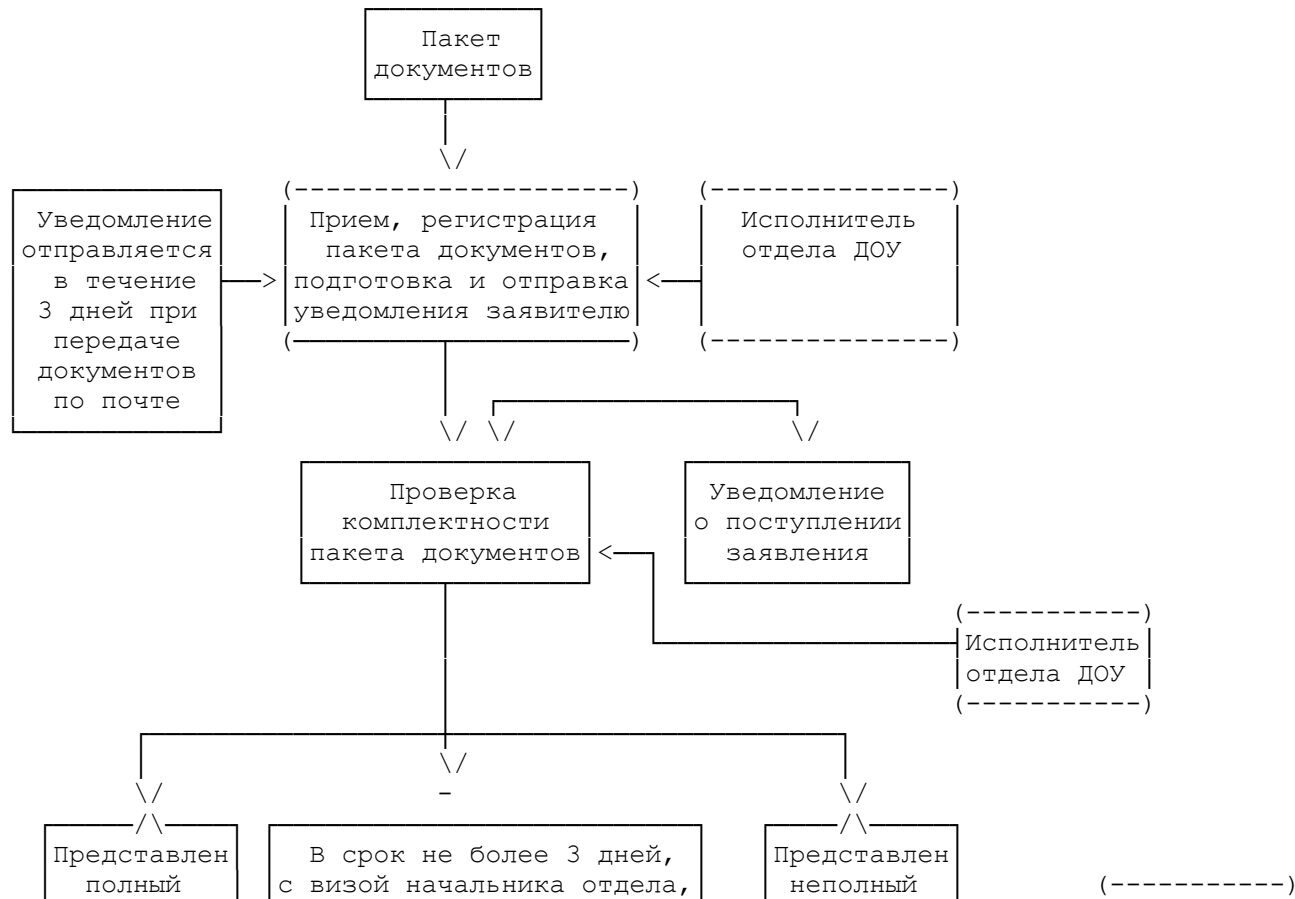 Пакет
документов
Уведомление
отправляется
в течение
3 дней при
передаче
документов
по почте
Прием, регистрация
пакета документов,
подготовка и отправка
уведомления заявителю
Исполнитель
отдела ДОУ
Проверка
комплектности
пакета документов
Уведомление
о поступлении
заявления
Исполнитель
отдела ДОУ
Представлен
полный
В срок не более 3 дней,
с визой начальника отдела,
Представлен
неполный